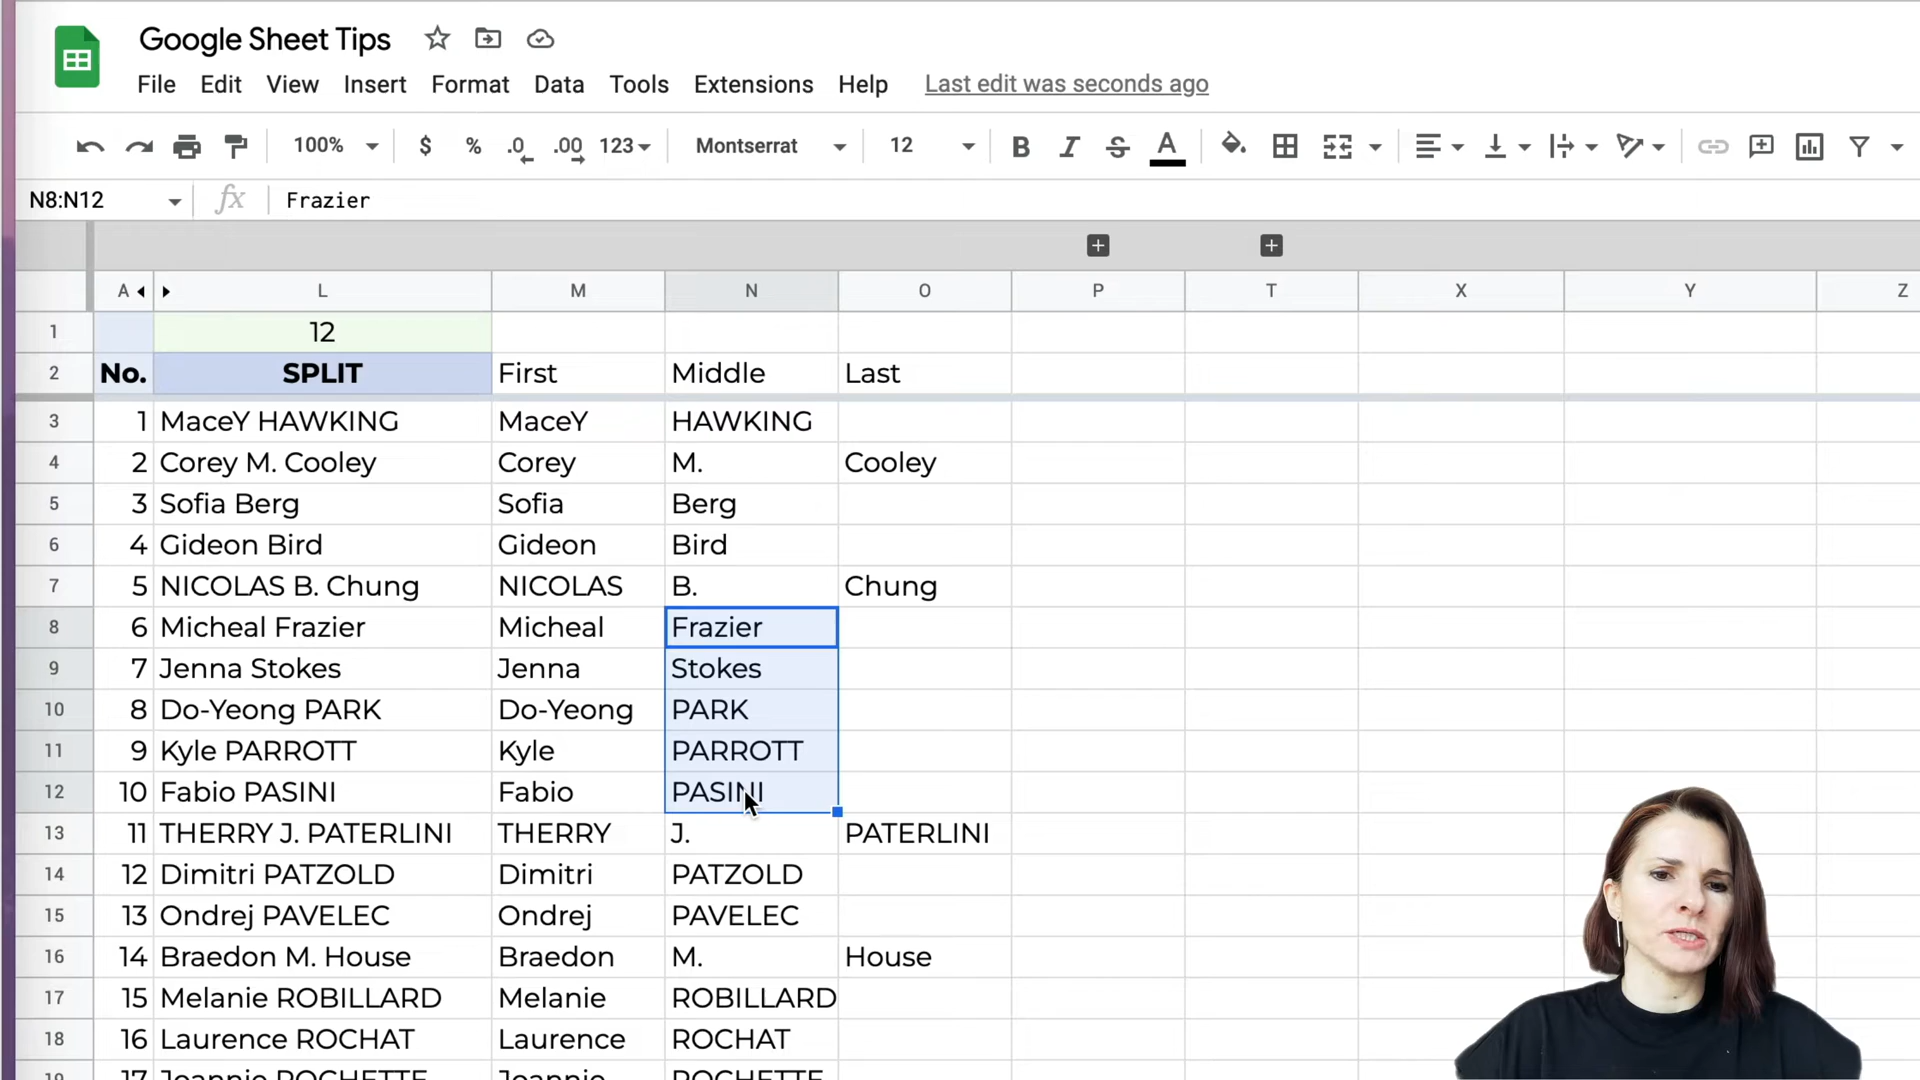 Google Sheet Tips
File Edit View Insert Format Data Tools Extensions Help Last edit was seconds ago
100% $ % .0 .00 123 Montserrat 12 B I S A
N8:N12 fx Frazier
A L M N O P T X Y Z
1 12
2 No. SPLIT First Middle Last
3 1 MaceY HAWKING MaceY HAWKING
4 2 Corey M. Cooley Corey M. Cooley
5 3 Sofia Berg Sofia Berg
6 4 Gideon Bird Gideon Bird
7 5 NICOLAS B. Chung NICOLAS B. Chung
8 6 Micheal Frazier Micheal Frazier
9 7 Jenna Stokes Jenna Stokes
10 8 Do-Yeong PARK Do-Yeong PARK
11 9 Kyle PARROTT Kyle PARROTT
12 10 Fabio PASINI Fabio PASINI
13 11 THERRY J. PATERLINI THERRY J. PATERLINI
14 12 Dimitri PATZOLD Dimitri PATZOLD
15 13 Ondrej PAVELEC Ondrej PAVELEC
16 14 Braedon M. House Braedon M. House
17 15 Melanie ROBILLARD Melanie ROBILLARD
18 16 Laurence ROCHAT Laurence ROCHAT
19 17 Joannie ROCHETTE Joannie ROCHETTE